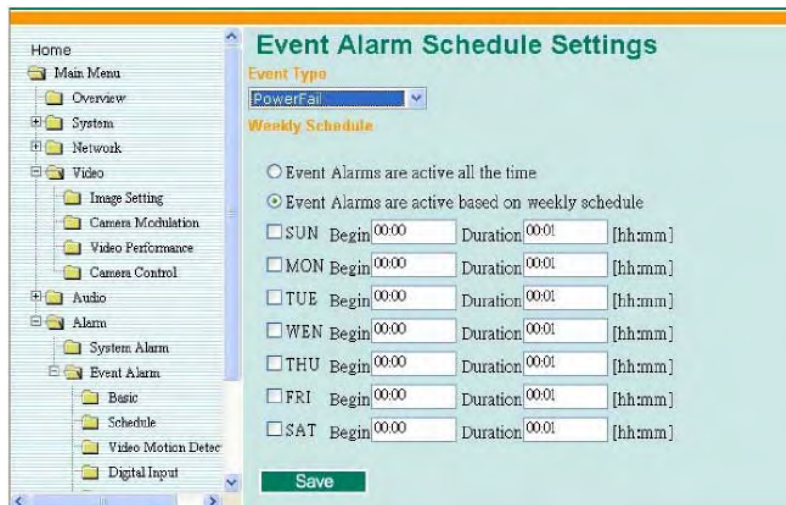 Home
Main Menu
Overview
System
Network
Video
Image Setting
Camera Modulation
Video Performance
Camera Control
Audio
Alarm
System Alarm
Event Alarm
Basic
Schedule
Video Motion Detec
Digital Input
Event Alarm Schedule Settings
Event Type
PowerFail
Weekly Schedule
Event Alarms are active all the time
Event Alarms are active based on weekly schedule
SUN Begin 00:00 Duration 00:01 [hh:mm]
MON Begin 00:00 Duration 00:01 [hh:mm]
TUE Begin 00:00 Duration 00:01 [hh:mm]
WEN Begin 00:00 Duration 00:01 [hh:mm]
THU Begin 00:00 Duration 00:01 [hh:mm]
FRI Begin 00:00 Duration 00:01 [hh:mm]
SAT Begin 00:00 Duration 00:01 [hh:mm]
Save